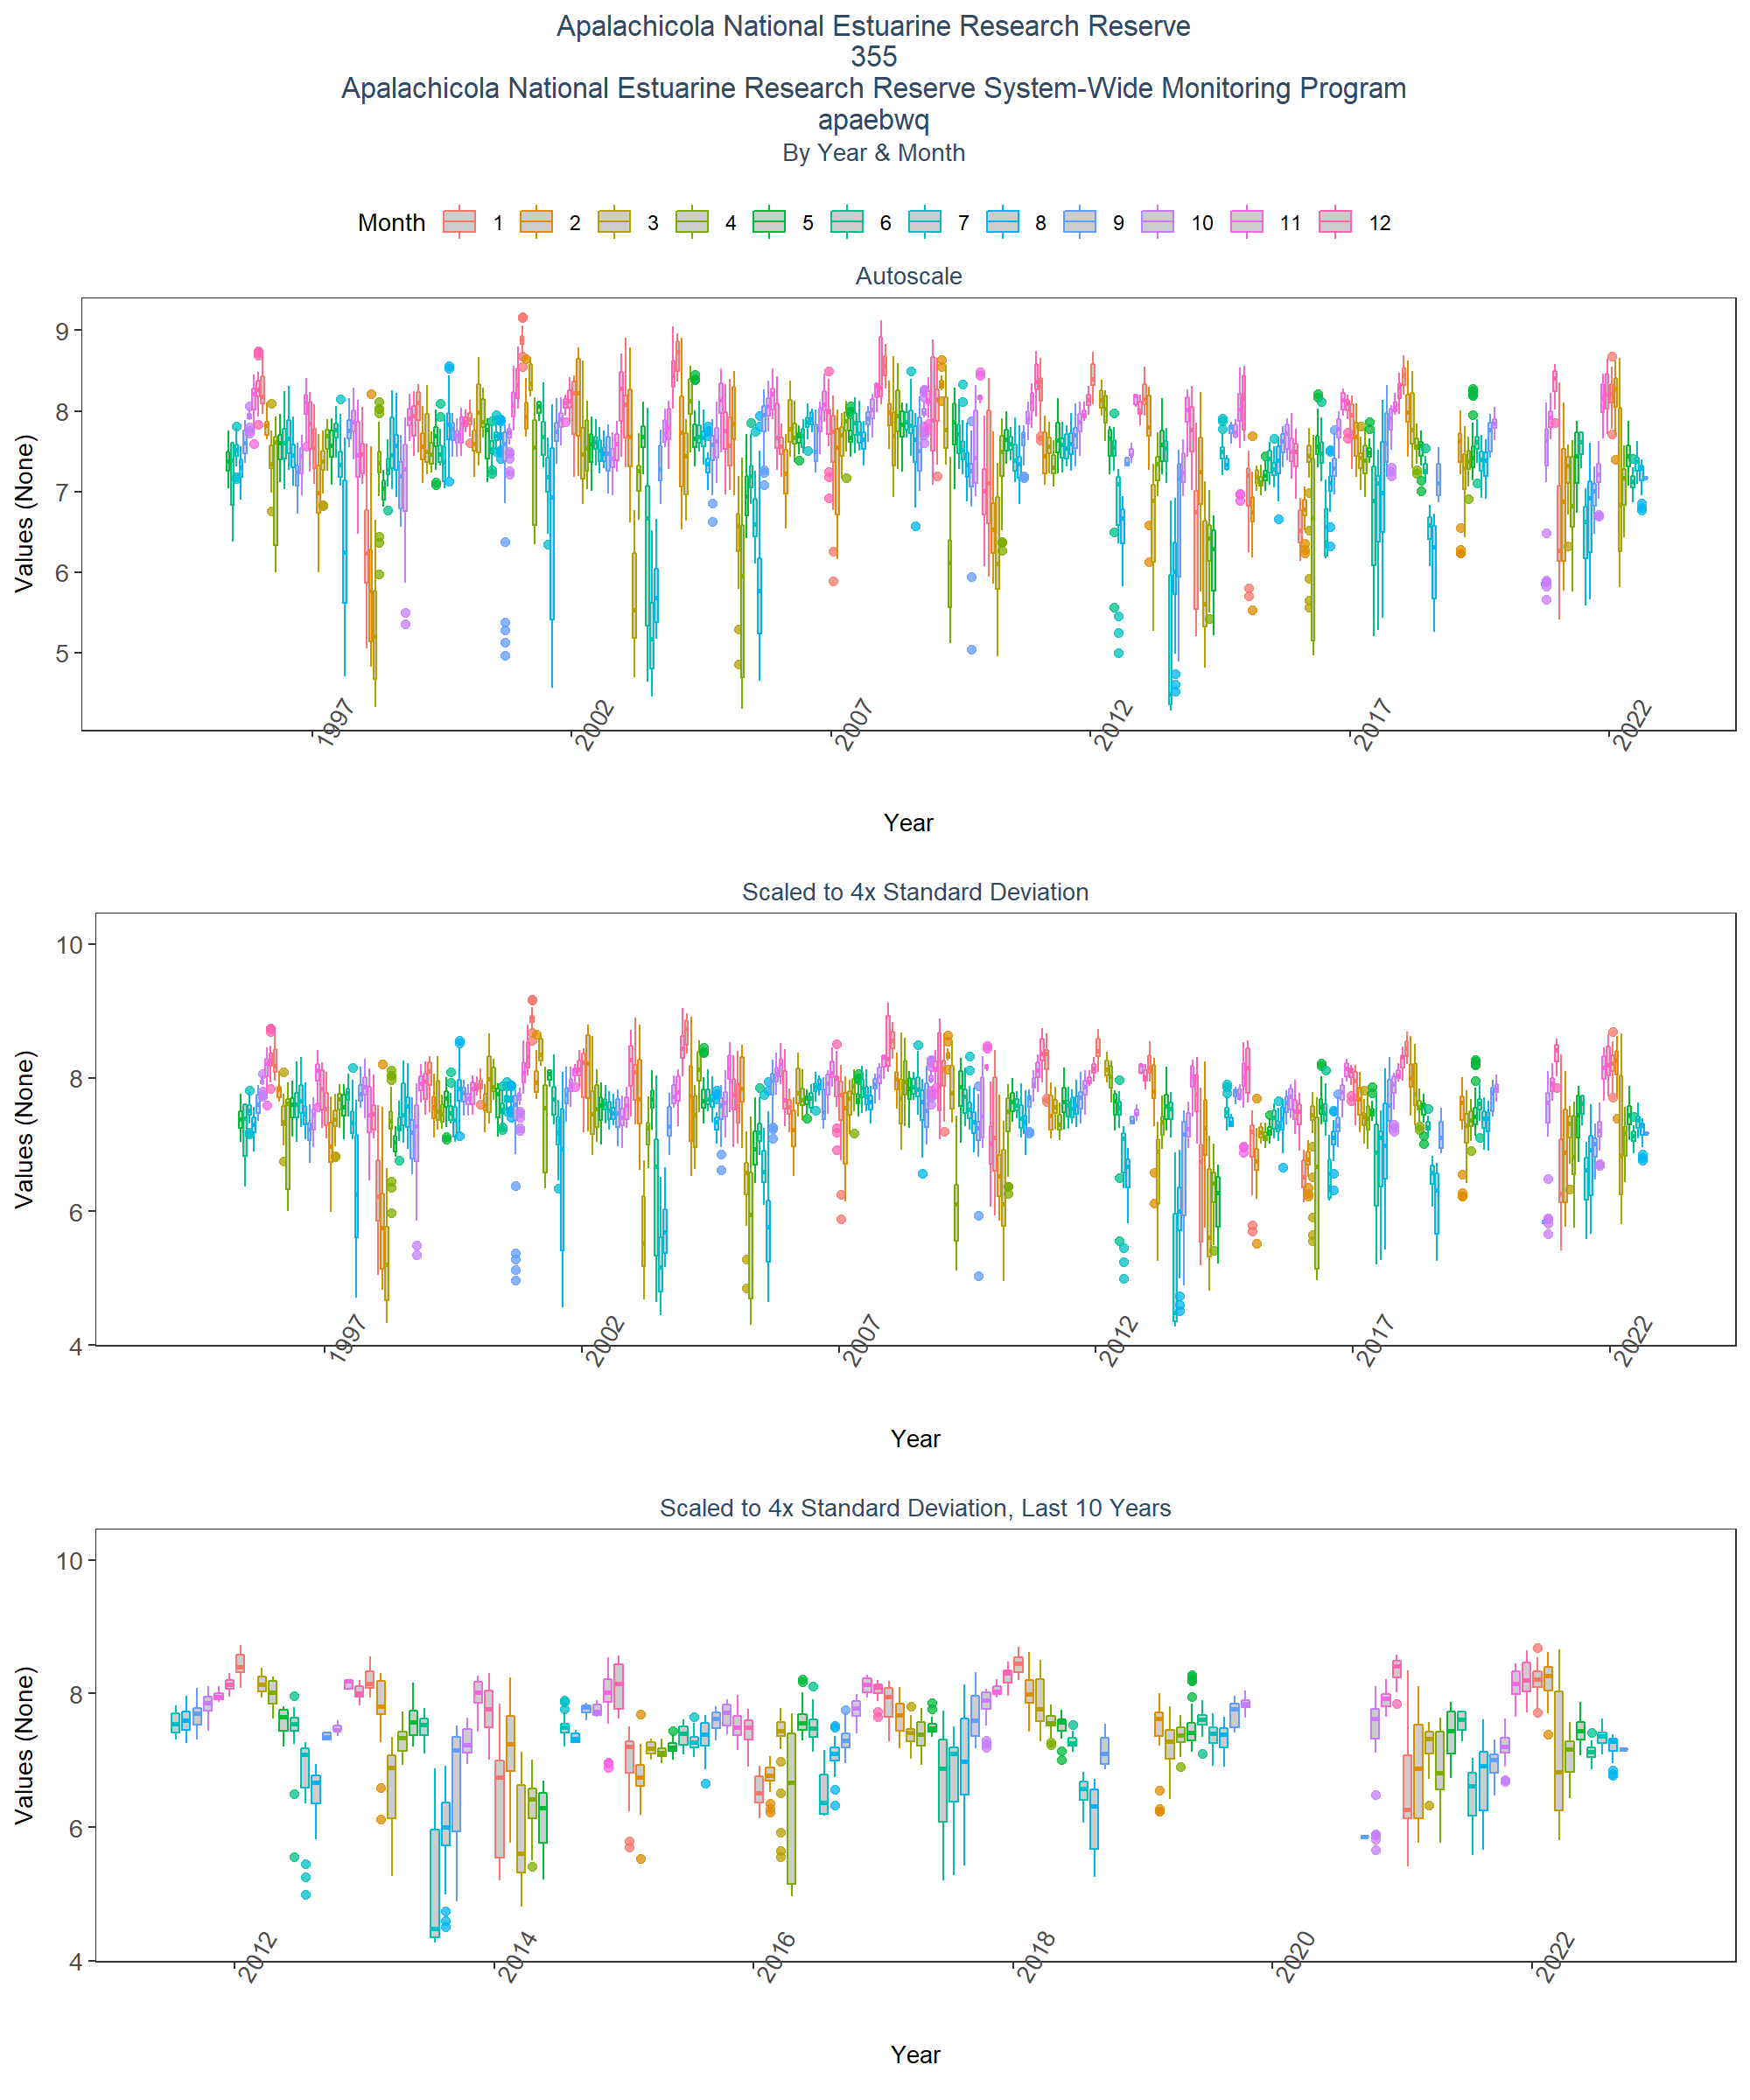 Apalachicola National Estuarine Research Reserve
355
Apalachicola National Estuarine Research Reserve System-Wide Monitoring Program
apaebwq
By Year & Month
Month 1 2 3 4 5 6 7 8 9 10 11 12
Autoscale
Values (None)
9
8
7
6
5
1997 2002 2007 2012 2017 2022
Year
Scaled to 4x Standard Deviation
Values (None)
10
8
6
4
1997 2002 2007 2012 2017 2022
Year
Scaled to 4x Standard Deviation, Last 10 Years
Values (None)
10
8
6
4
2012 2014 2016 2018 2020 2022
Year